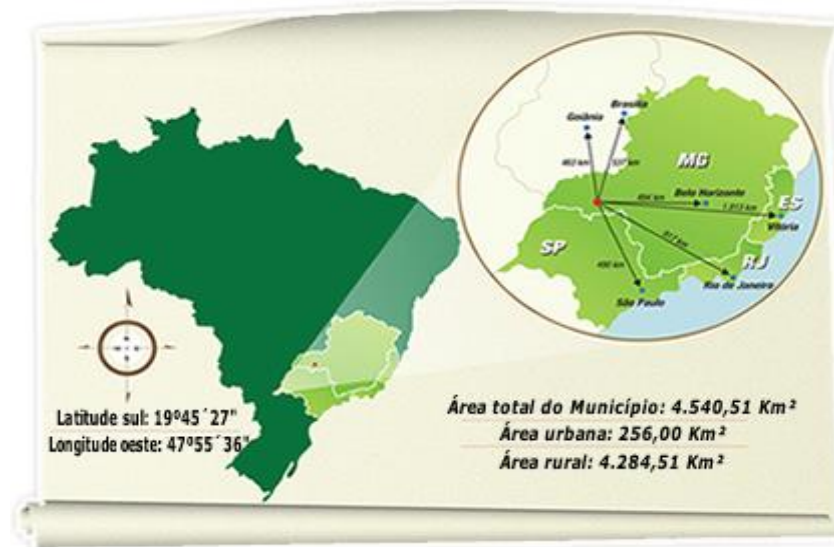 Goiânia
Brasília
MG
Belo Horizonte
ES
Vitória
SP
RJ
Rio de Janeiro
São Paulo
Latitude sul: 19º45´27"
Longitude oeste: 47º55´36"
Área total do Município: 4.540,51 Km²
Área urbana: 256,00 Km²
Área rural: 4.284,51 Km²